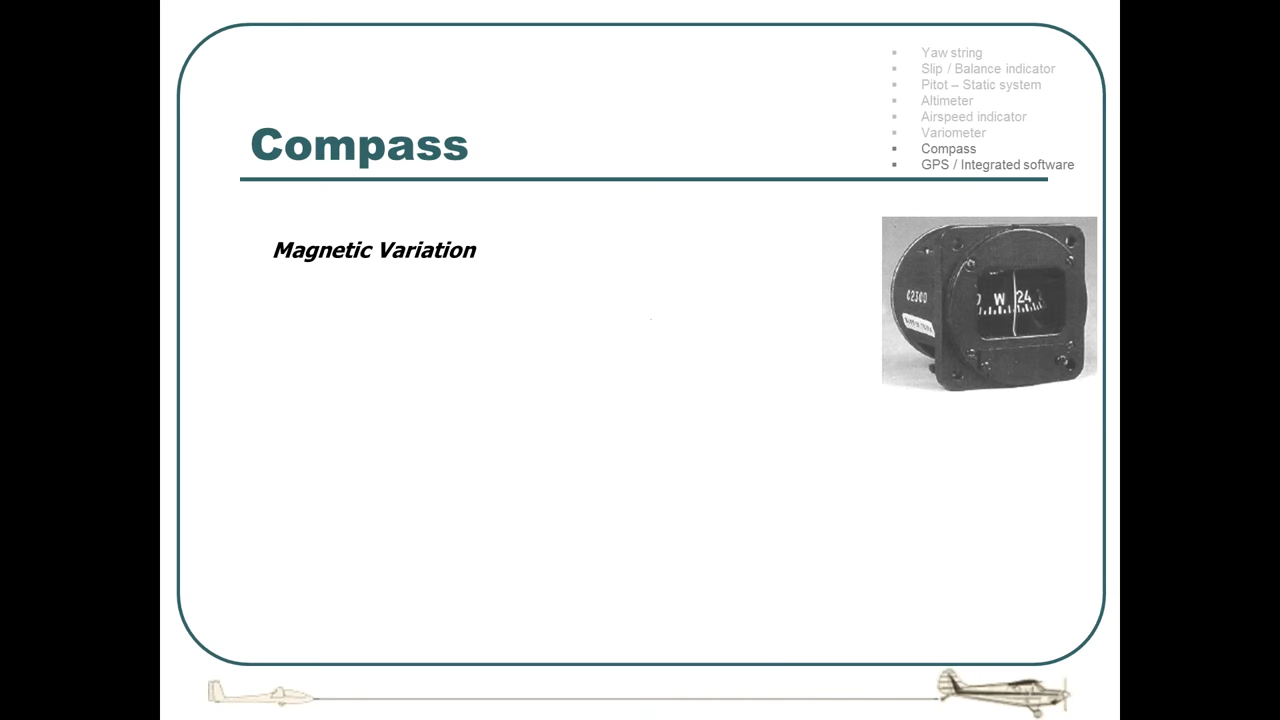 Yaw string
Slip / Balance indicator
Pitot – Static system
Altimeter
Airspeed indicator
Variometer
Compass
GPS / Integrated software
Compass
Magnetic Variation
C2300
W 24